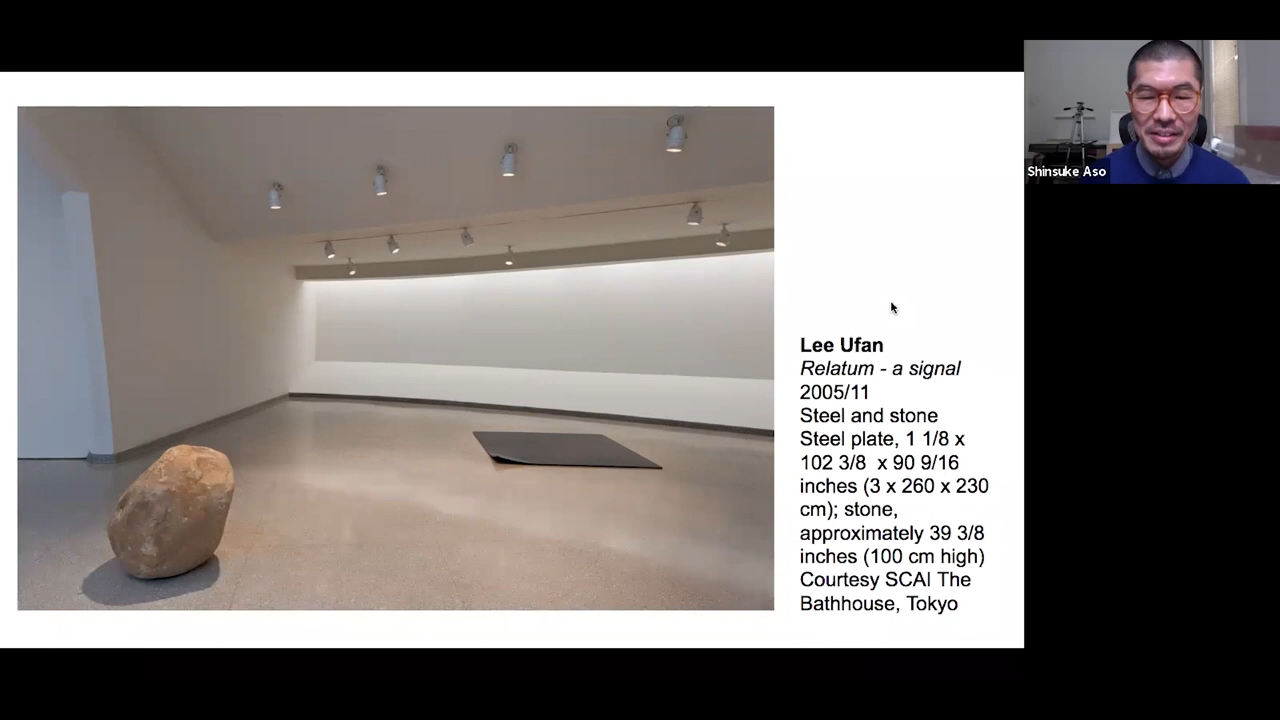 Shinsuke Aso
Lee Ufan
Relatum - a signal
2005/11
Steel and stone
Steel plate, 1 1/8 x
102 3/8  x 90 9/16
inches (3 x 260 x 230
cm); stone,
approximately 39 3/8
inches (100 cm high)
Courtesy SCAI The
Bathhouse, Tokyo